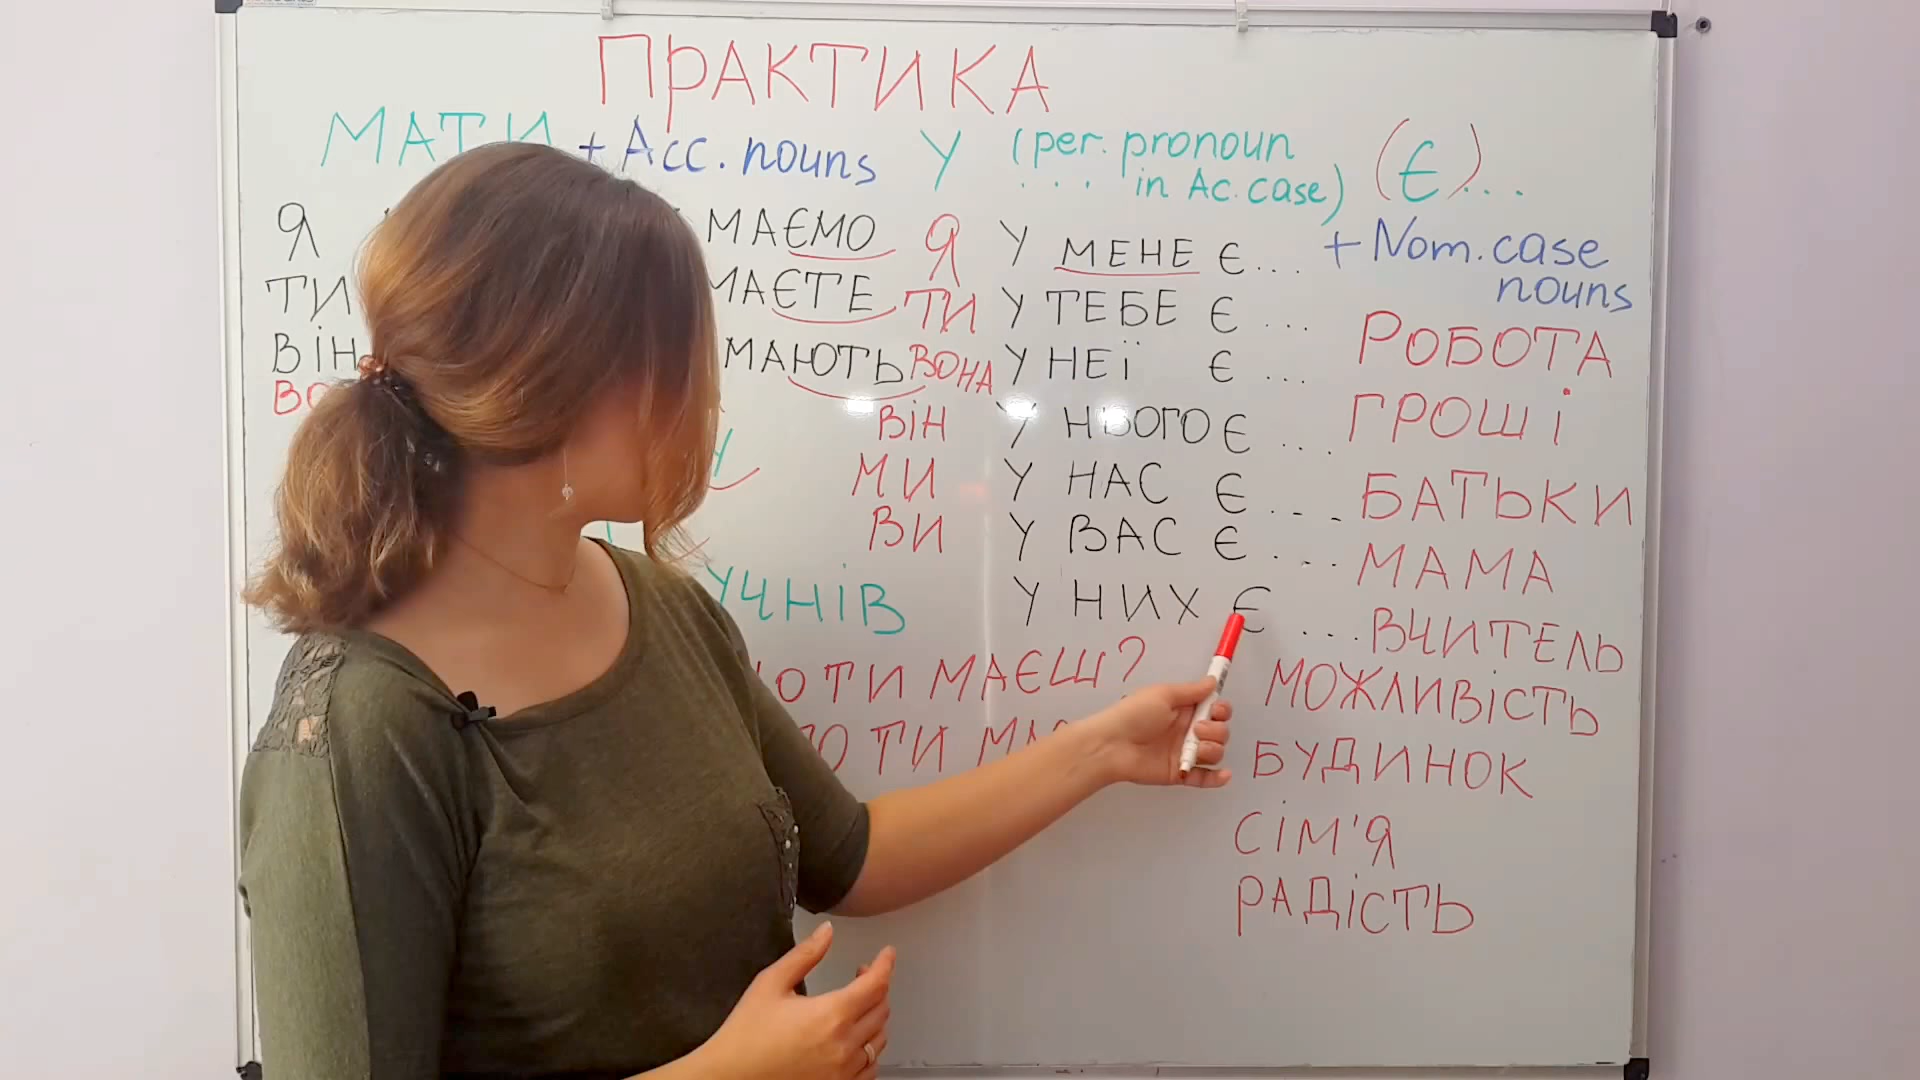 ПРАКТИКА
МАТИ + Acc. nouns У (per. pronoun (Є)...
... in Ac. case)
Я МАЄМО Я У МЕНЕ Є... + Nom. case
nouns
ТИ МАЄТЕ ТИ У ТЕБЕ Є ... РОБОТА
ВІН МАЮТЬ ВОНА У НЕЇ Є ...
ВІН У НЬОГО Є ... ГРОШІ
МИ У НАС Є ... БАТЬКИ
ВИ У ВАС Є ... МАМА
УЧНІВ У НИХ Є ... ВЧИТЕЛЬ
ТИ МАЄШ? МОЖЛИВІСТЬ
ТИ БУДИНОК
СІМ'Я
РАДІСТЬ